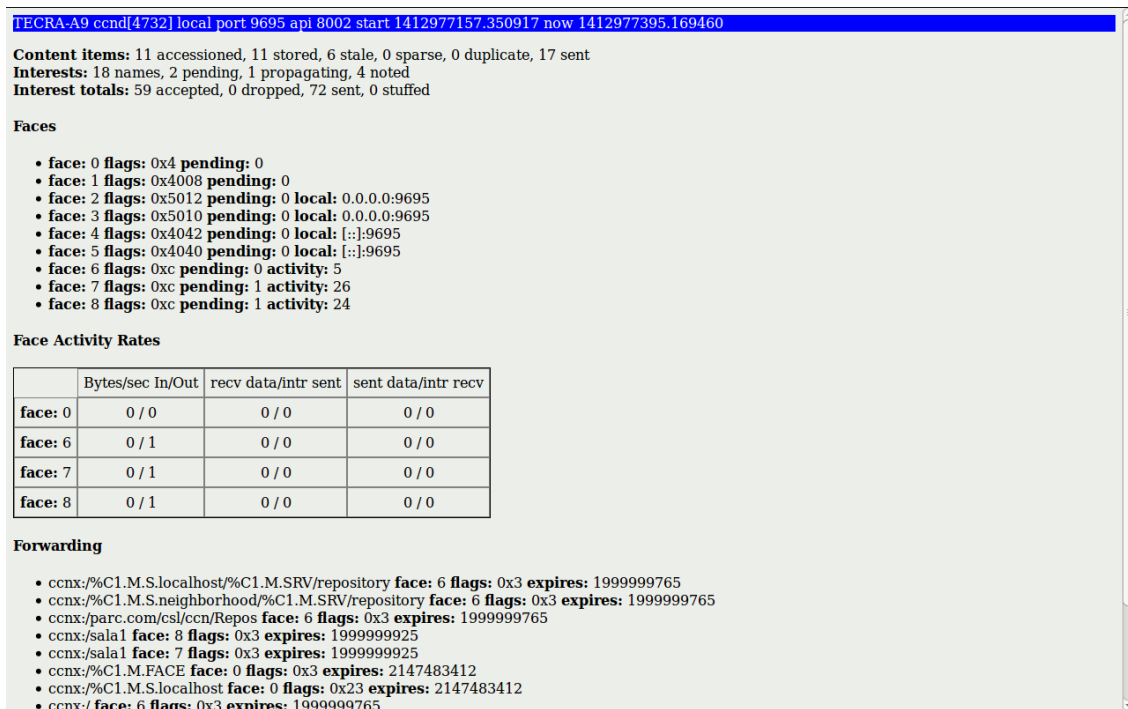 TECRA-A9 ccnd[4732] local port 9695 api 8002 start 1412977157.350917 now 1412977395.169460
Content items: 11 accessioned, 11 stored, 6 stale, 0 sparse, 0 duplicate, 17 sent
Interests: 18 names, 2 pending, 1 propagating, 4 noted
Interest totals: 59 accepted, 0 dropped, 72 sent, 0 stuffed
Faces
• face: 0 flags: 0x4 pending: 0
• face: 1 flags: 0x4008 pending: 0
• face: 2 flags: 0x5012 pending: 0 local: 0.0.0.0:9695
• face: 3 flags: 0x5010 pending: 0 local: 0.0.0.0:9695
• face: 4 flags: 0x4042 pending: 0 local: [::]:9695
• face: 5 flags: 0x4040 pending: 0 local: [::]:9695
• face: 6 flags: 0xc pending: 0 activity: 5
• face: 7 flags: 0xc pending: 1 activity: 26
• face: 8 flags: 0xc pending: 1 activity: 24
Face Activity Rates
Bytes/sec In/Out recv data/intr sent sent data/intr recv
face: 0 0 / 0 0 / 0 0 / 0
face: 6 0 / 1 0 / 0 0 / 0
face: 7 0 / 1 0 / 0 0 / 0
face: 8 0 / 1 0 / 0 0 / 0
Forwarding
• ccnx:/%C1.M.S.localhost/%C1.M.SRV/repository face: 6 flags: 0x3 expires: 1999999765
• ccnx:/%C1.M.S.neighborhood/%C1.M.SRV/repository face: 6 flags: 0x3 expires: 1999999765
• ccnx:/parc.com/csl/ccn/Repos face: 6 flags: 0x3 expires: 1999999765
• ccnx:/sala1 face: 8 flags: 0x3 expires: 1999999925
• ccnx:/sala1 face: 7 flags: 0x3 expires: 1999999925
• ccnx:/%C1.M.FACE face: 0 flags: 0x3 expires: 2147483412
• ccnx:/%C1.M.S.localhost face: 0 flags: 0x23 expires: 2147483412
• ccnx:/ face: 6 flags: 0x3 expires: 1999999765